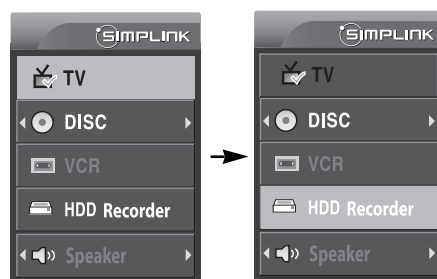 SIMPLINK
TV
DISC
VCR
HDD Recorder
Speaker
SIMPLINK
TV
DISC
VCR
HDD Recorder
Speaker